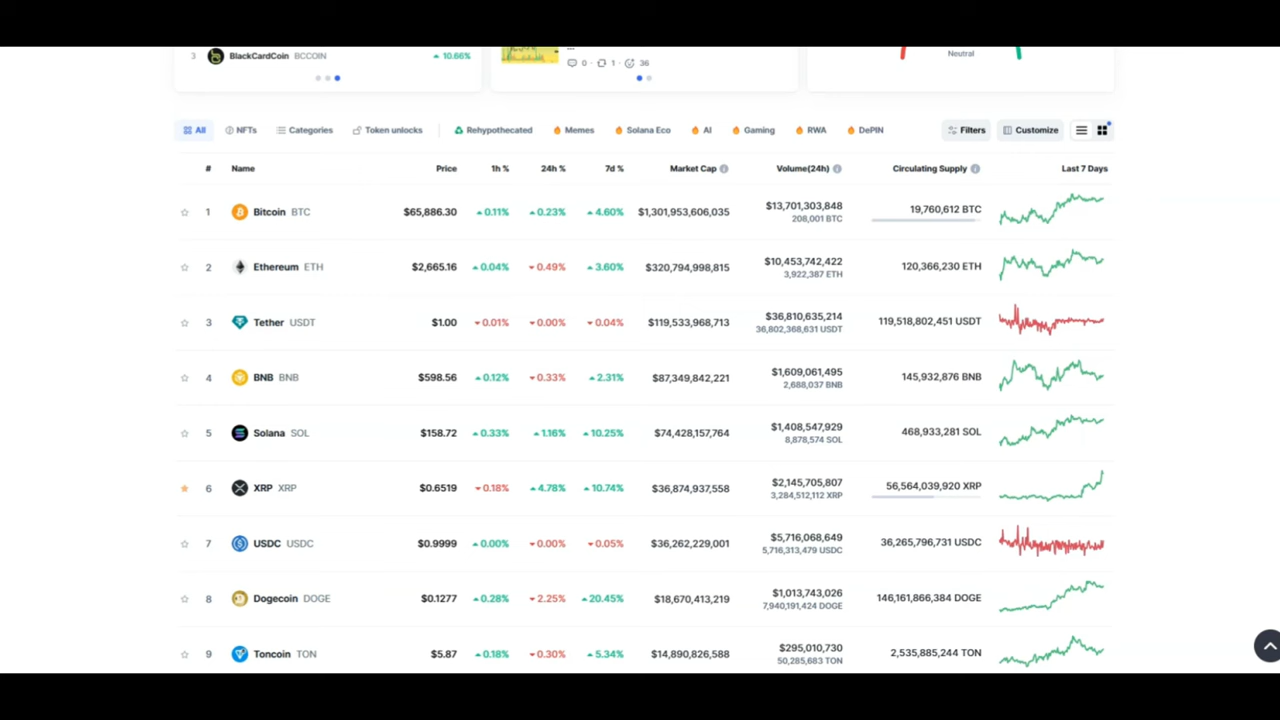 3 BlackCardCoin BCCOIN 10.66%
... 
0 · 1 · 36
Neutral
All NFTs Categories Token unlocks Rehypothecated Memes Solana Eco AI Gaming RWA DePIN Filters Customize
# Name Price 1h % 24h % 7d % Market Cap Volume(24h) Circulating Supply Last 7 Days
1 Bitcoin BTC $65,886.30 0.11% 0.23% 4.60% $1,301,953,606,035 $13,701,303,848 19,760,612 BTC
208,001 BTC
2 Ethereum ETH $2,665.16 0.04% 0.49% 3.60% $320,794,998,815 $10,453,742,422 120,366,230 ETH
3,922,387 ETH
3 Tether USDT $1.00 0.01% 0.00% 0.04% $119,533,968,713 $36,810,635,214 119,518,802,451 USDT
36,802,368,631 USDT
4 BNB BNB $598.56 0.12% 0.33% 2.31% $87,349,842,221 $1,609,061,495 145,932,876 BNB
2,688,037 BNB
5 Solana SOL $158.72 0.33% 1.16% 10.25% $74,428,157,764 $1,408,547,929 468,933,281 SOL
8,878,574 SOL
6 XRP XRP $0.6519 0.18% 4.78% 10.74% $36,874,937,558 $2,145,705,807 56,564,039,920 XRP
3,284,512,112 XRP
7 USDC USDC $0.9999 0.00% 0.00% 0.05% $36,262,229,001 $5,716,068,649 36,265,796,731 USDC
5,716,313,479 USDC
8 Dogecoin DOGE $0.1277 0.28% 2.25% 20.45% $18,670,413,219 $1,013,743,026 146,161,866,384 DOGE
7,940,191,424 DOGE
9 Toncoin TON $5.87 0.18% 0.30% 5.34% $14,890,826,588 $295,010,730 2,535,885,244 TON
50,285,683 TON